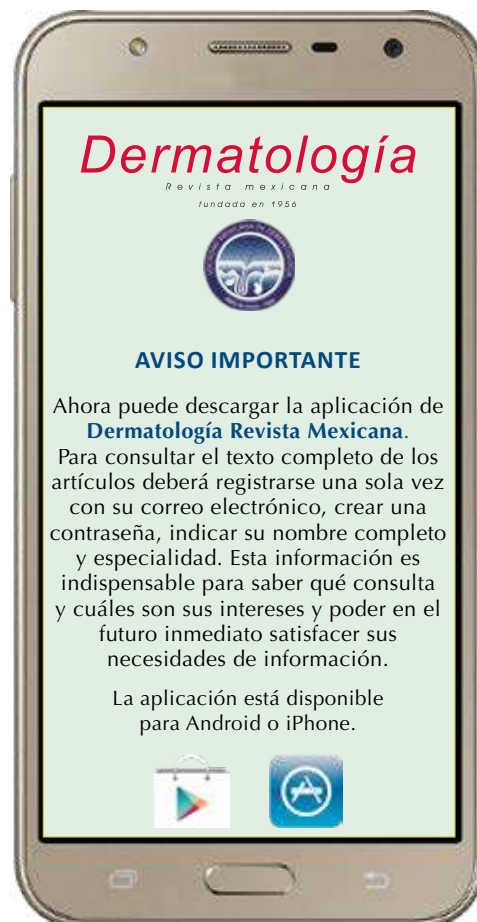 Dermatología
Revista mexicana
fundada en 1956
AVISO IMPORTANTE
Ahora puede descargar la aplicación de
Dermatología Revista Mexicana.
Para consultar el texto completo de los
artículos deberá registrarse una sola vez
con su correo electrónico, crear una
contraseña, indicar su nombre completo
y especialidad. Esta información es
indispensable para saber qué consulta
y cuáles son sus intereses y poder en el
futuro inmediato satisfacer sus
necesidades de información.
La aplicación está disponible
para Android o iPhone.